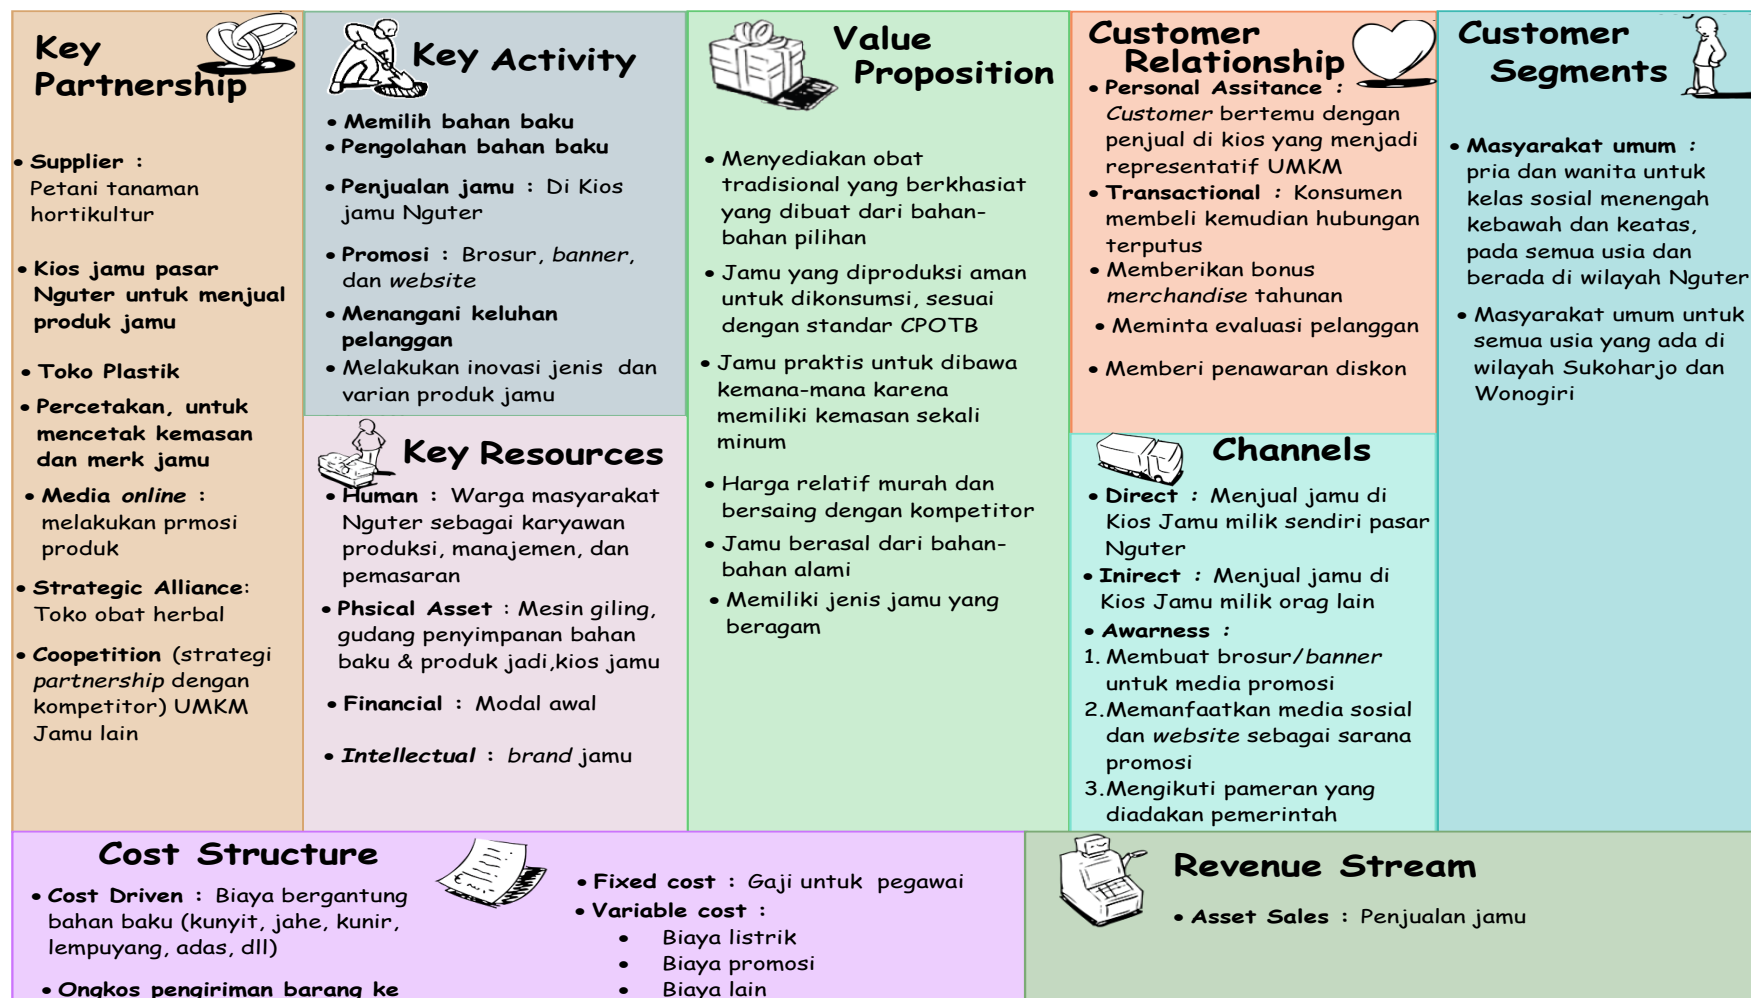 Key
Partnership
• Supplier :
Petani tanaman
hortikultur
• Kios jamu pasar
Nguter untuk menjual
produk jamu
• Toko Plastik
• Percetakan, untuk
mencetak kemasan
dan merk jamu
• Media online :
melakukan prmosi
produk
• Strategic Alliance:
Toko obat herbal
• Coopetition (strategi
partnership dengan
kompetitor) UMKM
Jamu lain
Key Activity
• Memilih bahan baku
• Pengolahan bahan baku
• Penjualan jamu : Di Kios
jamu Nguter
• Promosi : Brosur, banner,
dan website
• Menangani keluhan
pelanggan
• Melakukan inovasi jenis dan
varian produk jamu
Key Resources
• Human : Warga masyarakat
Nguter sebagai karyawan
produksi, manajemen, dan
pemasaran
• Phsical Asset : Mesin giling,
gudang penyimpanan bahan
baku & produk jadi,kios jamu
• Financial : Modal awal
• Intellectual : brand jamu
Value
Proposition
• Menyediakan obat
tradisional yang berkhasiat
yang dibuat dari bahan-
bahan pilihan
• Jamu yang diproduksi aman
untuk dikonsumsi, sesuai
dengan standar CPOTB
• Jamu praktis untuk dibawa
kemana-mana karena
memiliki kemasan sekali
minum
• Harga relatif murah dan
bersaing dengan kompetitor
• Jamu berasal dari bahan-
bahan alami
• Memiliki jenis jamu yang
beragam
Customer
Relationship
• Personal Assitance :
Customer bertemu dengan
penjual di kios yang menjadi
representatif UMKM
• Transactional : Konsumen
membeli kemudian hubungan
terputus
• Memberikan bonus
merchandise tahunan
• Meminta evaluasi pelanggan
• Memberi penawaran diskon
Channels
• Direct : Menjual jamu di
Kios Jamu milik sendiri pasar
Nguter
• Inirect : Menjual jamu di
Kios Jamu milik orag lain
• Awarness :
1. Membuat brosur/banner
untuk media promosi
2.Memanfaatkan media sosial
dan website sebagai sarana
promosi
3.Mengikuti pameran yang
diadakan pemerintah
Customer
Segments
• Masyarakat umum :
pria dan wanita untuk
kelas sosial menengah
kebawah dan keatas,
pada semua usia dan
berada di wilayah Nguter
• Masyarakat umum untuk
semua usia yang ada di
wilayah Sukoharjo dan
Wonogiri
Cost Structure
• Cost Driven : Biaya bergantung
bahan baku (kunyit, jahe, kunir,
lempuyang, adas, dll)
• Ongkos pengiriman barang ke
• Fixed cost : Gaji untuk pegawai
• Variable cost :
• Biaya listrik
• Biaya promosi
• Biaya lain
Revenue Stream
• Asset Sales : Penjualan jamu